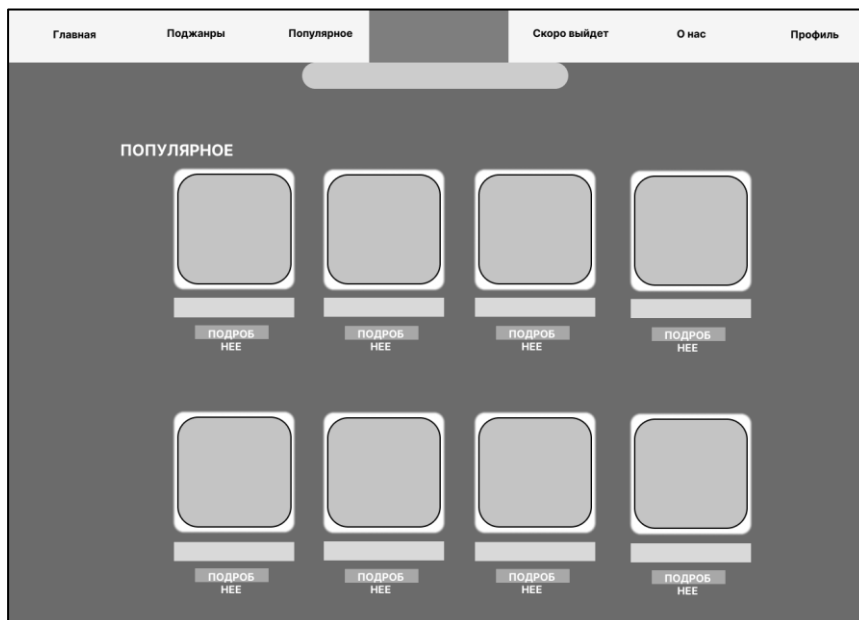 Главная Поджанры Популярное Скоро выйдет О нас Профиль
ПОПУЛЯРНОЕ
ПОДРОБ ПОДРОБ ПОДРОБ ПОДРОБ
НЕЕ НЕЕ НЕЕ НЕЕ
ПОДРОБ ПОДРОБ ПОДРОБ ПОДРОБ
НЕЕ НЕЕ НЕЕ НЕЕ